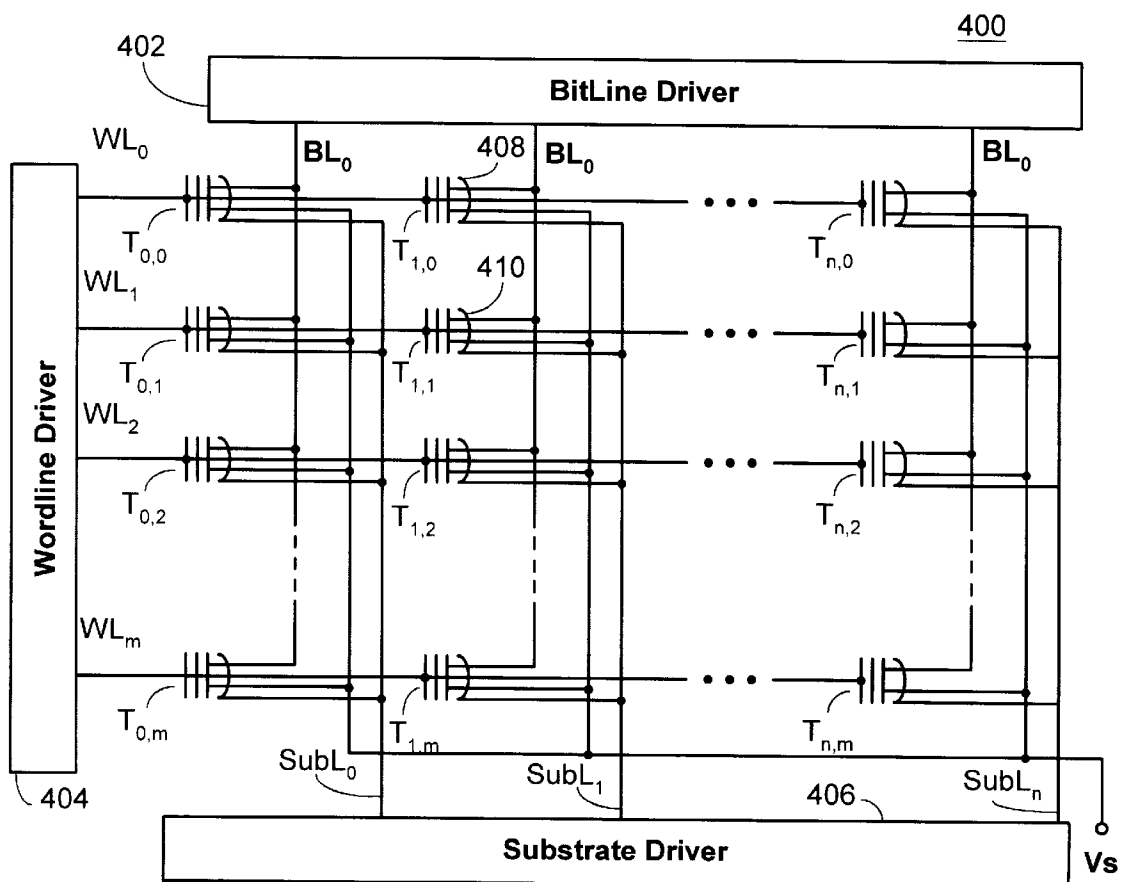 400
402
BitLine Driver
WL0
BL0
BL0
BL0
408
T0,0
T1,0
Tn,0
WL1
410
T0,1
T1,1
Tn,1
WL2
T0,2
T1,2
Tn,2
Wordline Driver
WLm
T0,m
T1,m
Tn,m
SubL0
SubL1
SubLn
404
406
Substrate Driver
Vs